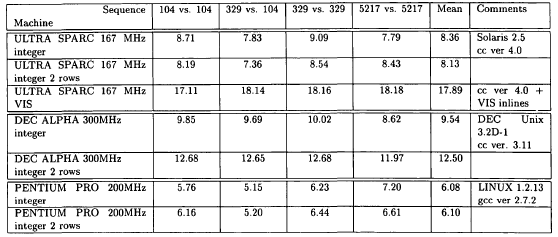 Sequence 104 vs. 104 329 vs. 104 329 vs. 329 5217 vs. 5217 Mean Comments
Machine
ULTRA SPARC 167 MHz 8.71 7.83 9.09 7.79 8.36 Solaris 2.5
integer cc ver 4.0
ULTRA SPARC 167 MHz 8.19 7.36 8.54 8.43 8.13
integer 2 rows
ULTRA SPARC 167 MHz 17.11 18.14 18.16 18.18 17.89 cc ver 4.0 +
VIS VIS inlines
DEC ALPHA 300MHz 9.85 9.69 10.02 8.62 9.54 DEC Unix
integer 3.2D-1
cc ver. 3.11
DEC ALPHA 300MHz 12.68 12.65 12.68 11.97 12.50
integer 2 rows
PENTIUM PRO 200MHz 5.76 5.15 6.23 7.20 6.08 LINUX 1.2.13
integer gcc ver 2.7.2
PENTIUM PRO 200MHz 6.16 5.20 6.44 6.61 6.10
integer 2 rows